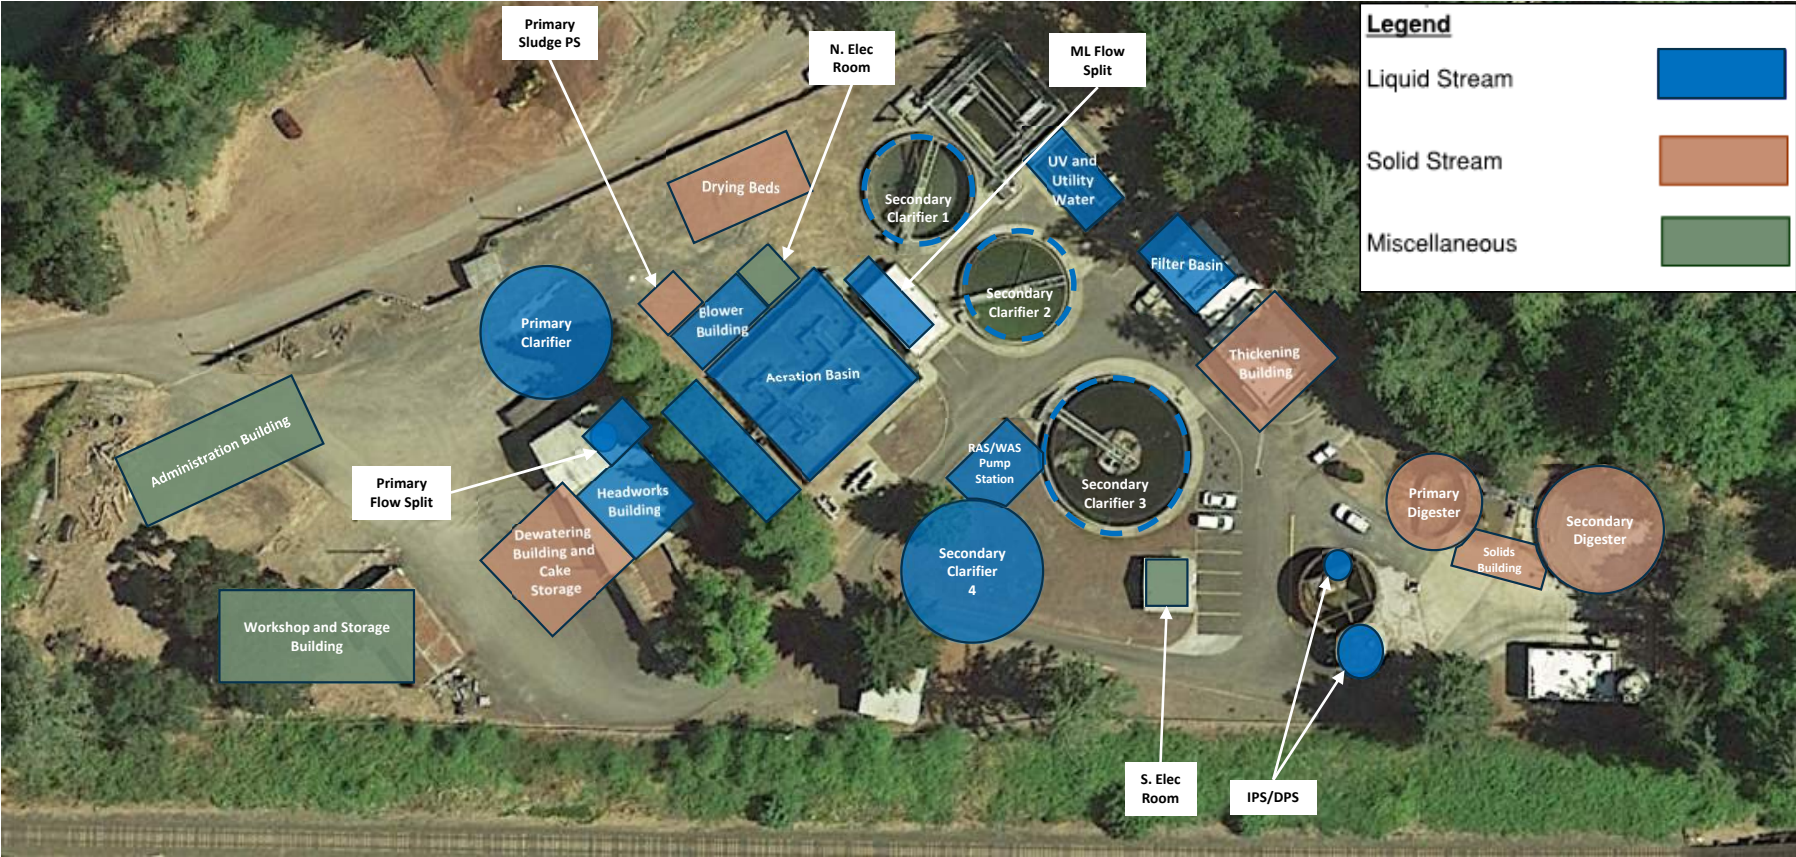 Primary
Sludge PS
N. Elec
Room
ML Flow
Split
Legend
Liquid Stream
Solid Stream
Miscellaneous
Drying Beds
UV and
Utility
Water
Secondary
Clarifier 1
Filter Basin
Secondary
Clarifier 2
Blower
Building
Primary
Clarifier
Thickening
Building
Aeration Basin
Administration Building
RAS/WAS
Pump
Station
Secondary
Clarifier 3
Primary
Flow Split
Headworks
Building
Primary
Digester
Secondary
Digester
Dewatering
Building and
Cake
Storage
Solids
Building
Secondary
Clarifier
4
Workshop and Storage
Building
S. Elec
Room
IPS/DPS